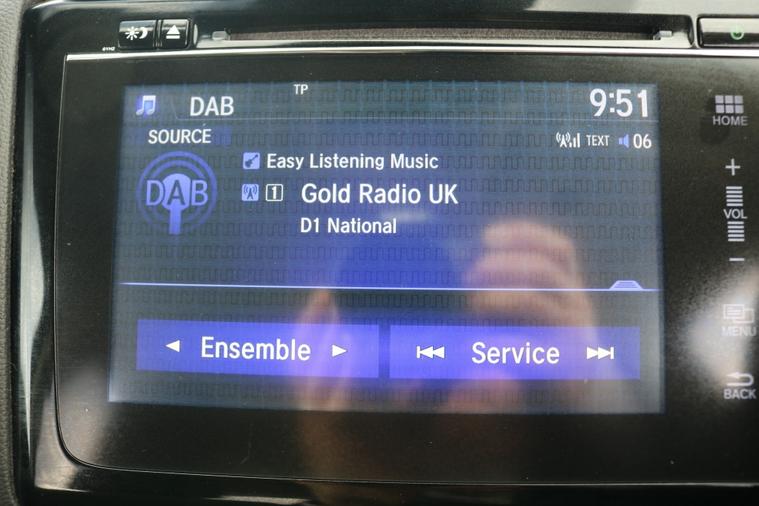 TP
DAB
9:51
SOURCE
TEXT 06
Easy Listening Music
DAB
1 Gold Radio UK
D1 National
Ensemble
Service
HOME
+
VOL
-
MENU
BACK